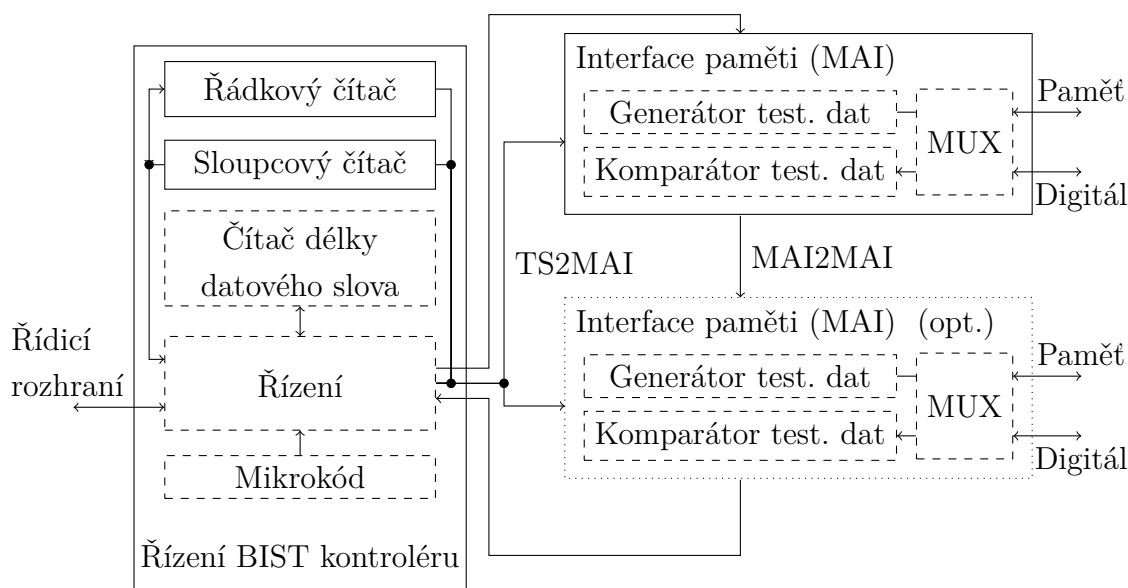 Řádkový čítač
Sloupcový čítač
Čítač délky
datového slova
Řídicí
rozhraní
Řízení
Mikrokód
Řízení BIST kontroléru
TS2MAI
Interface paměti (MAI)
Generátor test. dat
Komparátor test. dat
MUX
Paměť
Digitál
MAI2MAI
Interface paměti (MAI) (opt.)
Generátor test. dat
Komparátor test. dat
MUX
Paměť
Digitál